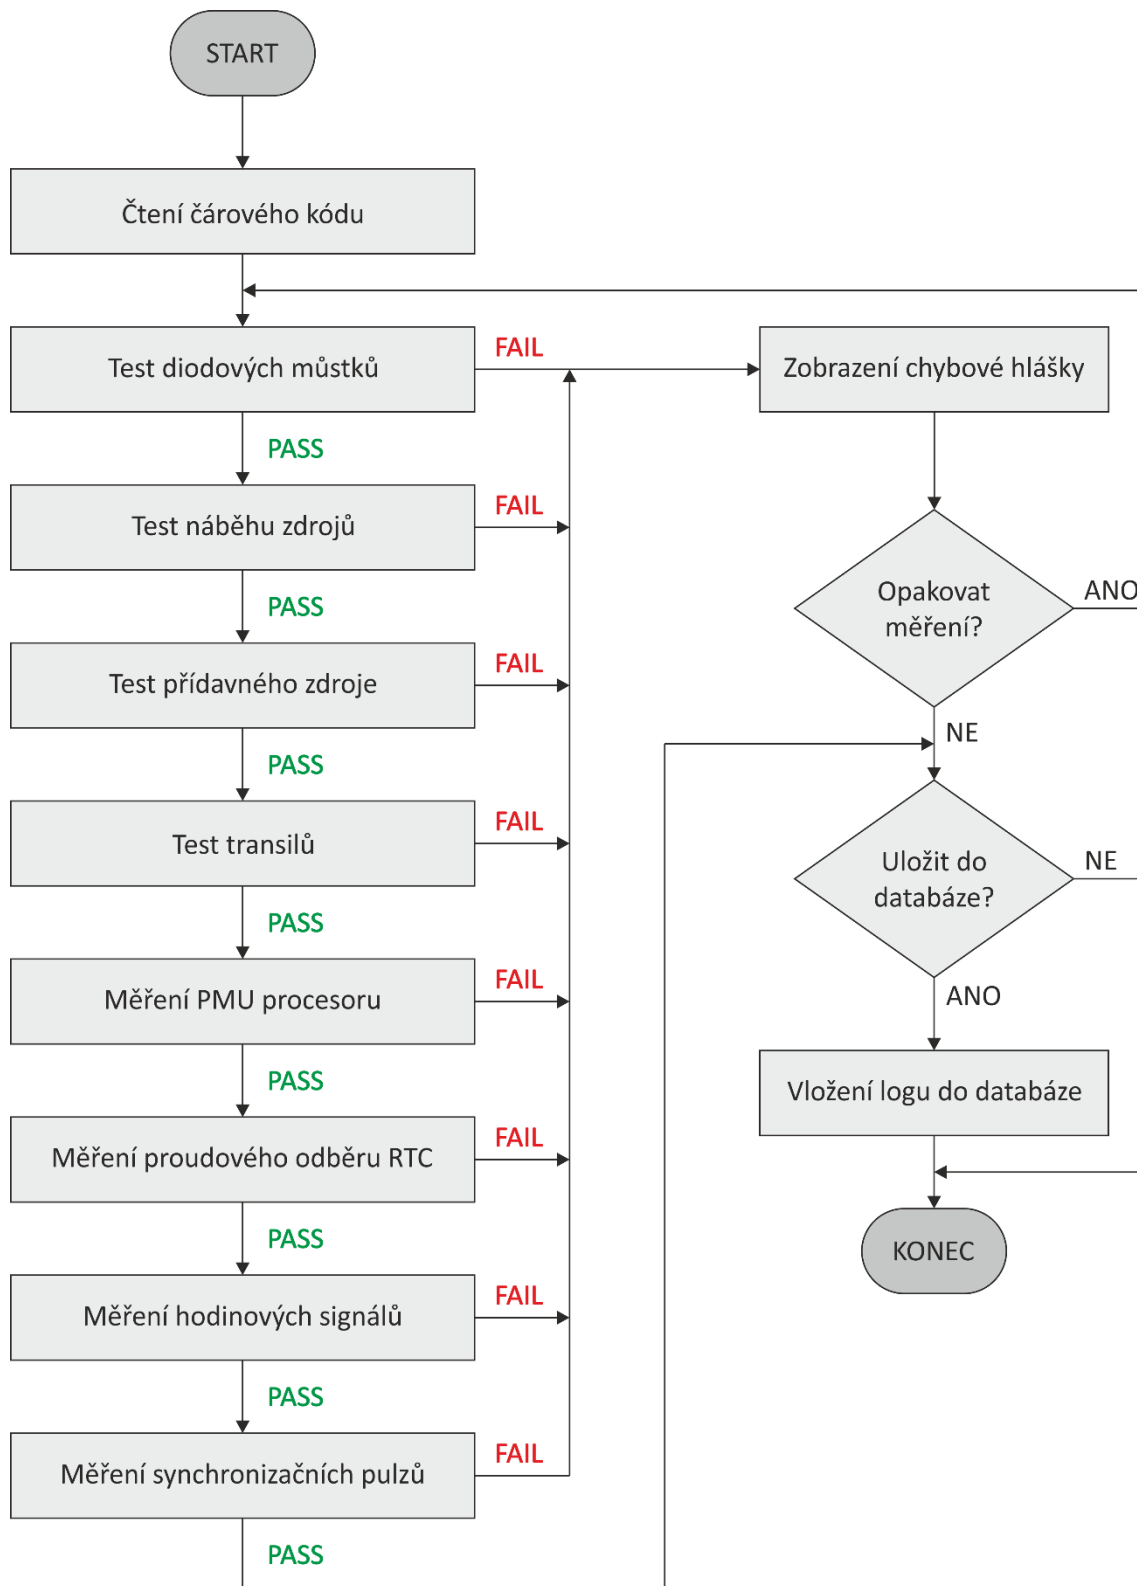 START
Čtení čárového kódu
Test diodových můstků
FAIL
PASS
Test náběhu zdrojů
FAIL
PASS
Test přídavného zdroje
FAIL
PASS
Test transilů
FAIL
PASS
Měření PMU procesoru
FAIL
PASS
Měření proudového odběru RTC
FAIL
PASS
Měření hodinových signálů
FAIL
PASS
Měření synchronizačních pulzů
FAIL
PASS
Zobrazení chybové hlášky
Opakovat
měření?
ANO
NE
Uložit do
databáze?
NE
ANO
Vložení logu do databáze
KONEC